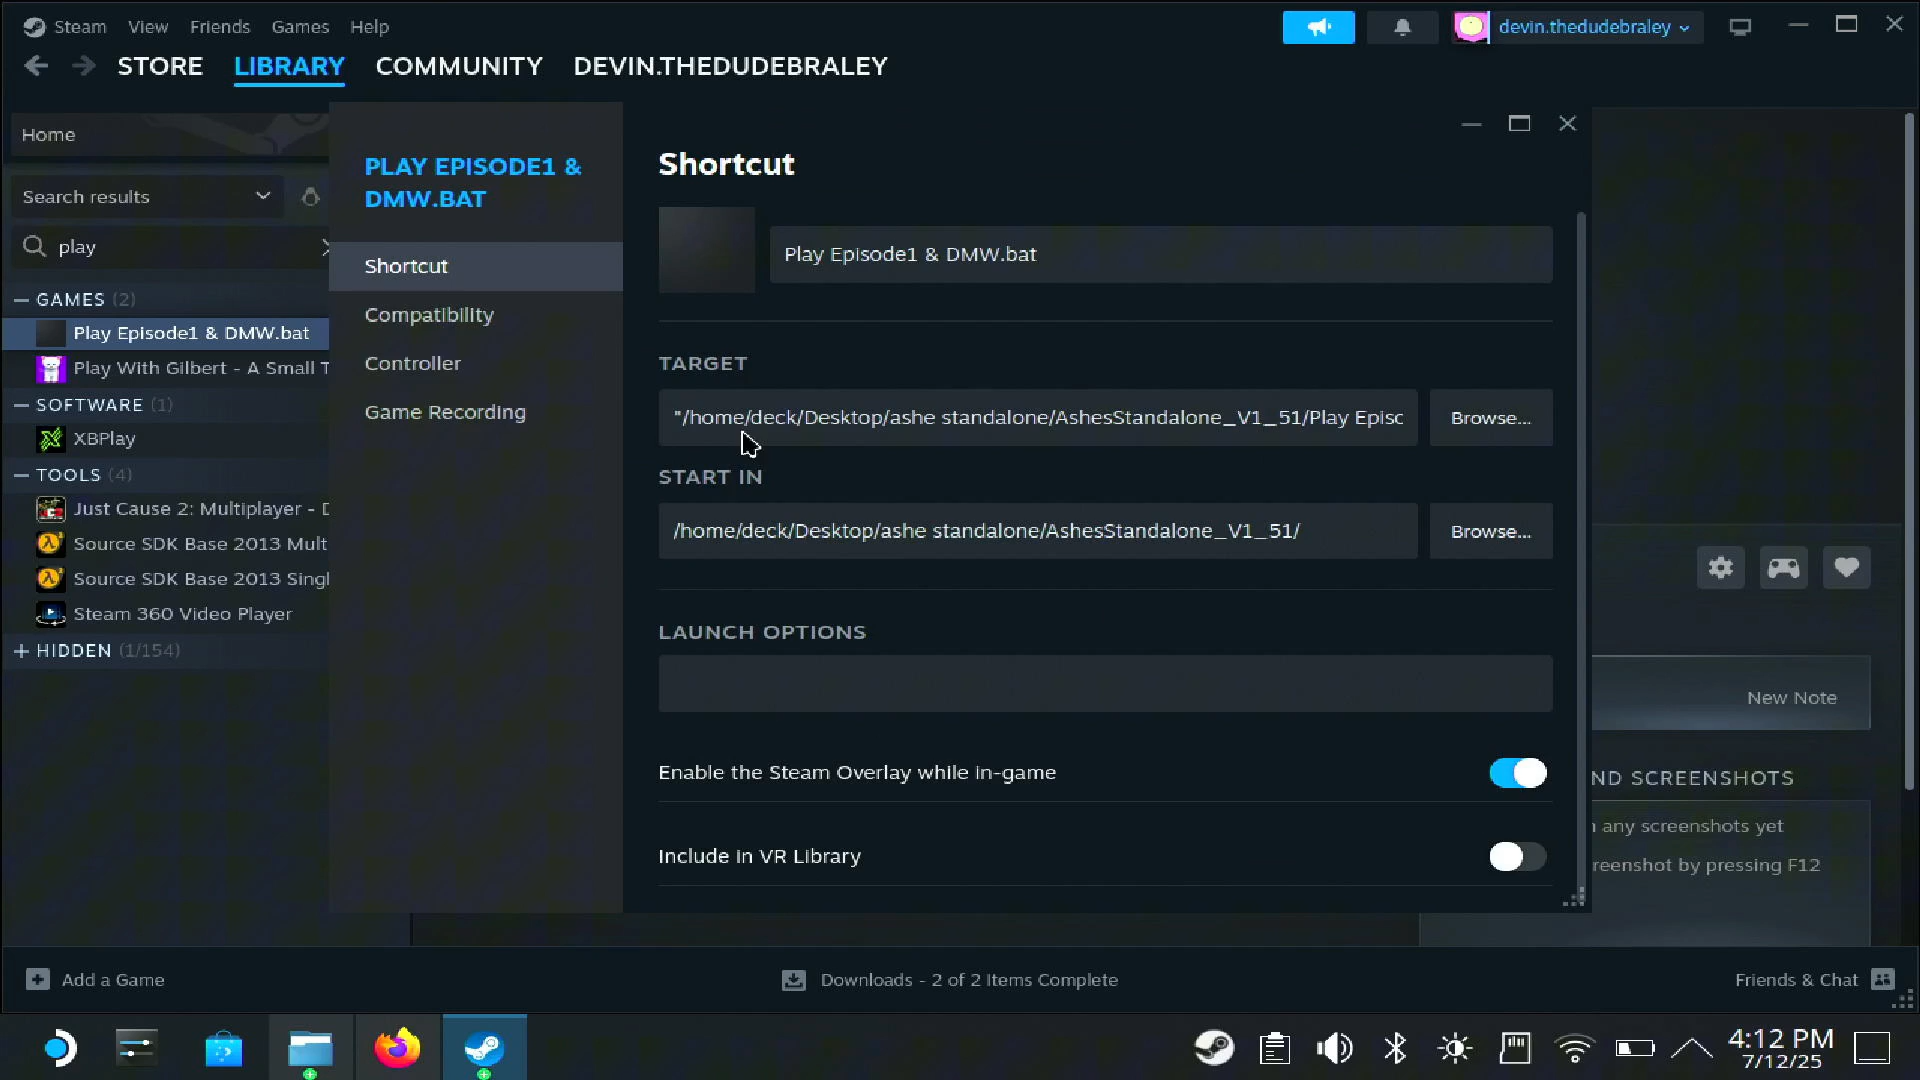 Steam View Friends Games Help
devin.thedudebraley
STORE LIBRARY COMMUNITY DEVIN.THEDUDEBRALEY
Home
Search results
play
— GAMES (2)
Play Episode1 & DMW.bat
Play With Gilbert - A Small T
— SOFTWARE (1)
XBPlay
— TOOLS (4)
Just Cause 2: Multiplayer - D
Source SDK Base 2013 Mult
Source SDK Base 2013 Singl
Steam 360 Video Player
+ HIDDEN (1/154)
PLAY EPISODE1 &
DMW.BAT
Shortcut
Compatibility
Controller
Game Recording
Shortcut
Play Episode1 & DMW.bat
TARGET
"/home/deck/Desktop/ashe standalone/AshesStandalone_V1_51/Play Episo
Browse...
START IN
/home/deck/Desktop/ashe standalone/AshesStandalone_V1_51/
Browse...
LAUNCH OPTIONS
Enable the Steam Overlay while in-game
Include in VR Library
New Note
ND SCREENSHOTS
any screenshots yet
reenshot by pressing F12
Add a Game
Downloads - 2 of 2 Items Complete
Friends & Chat
4:12 PM
7/12/25